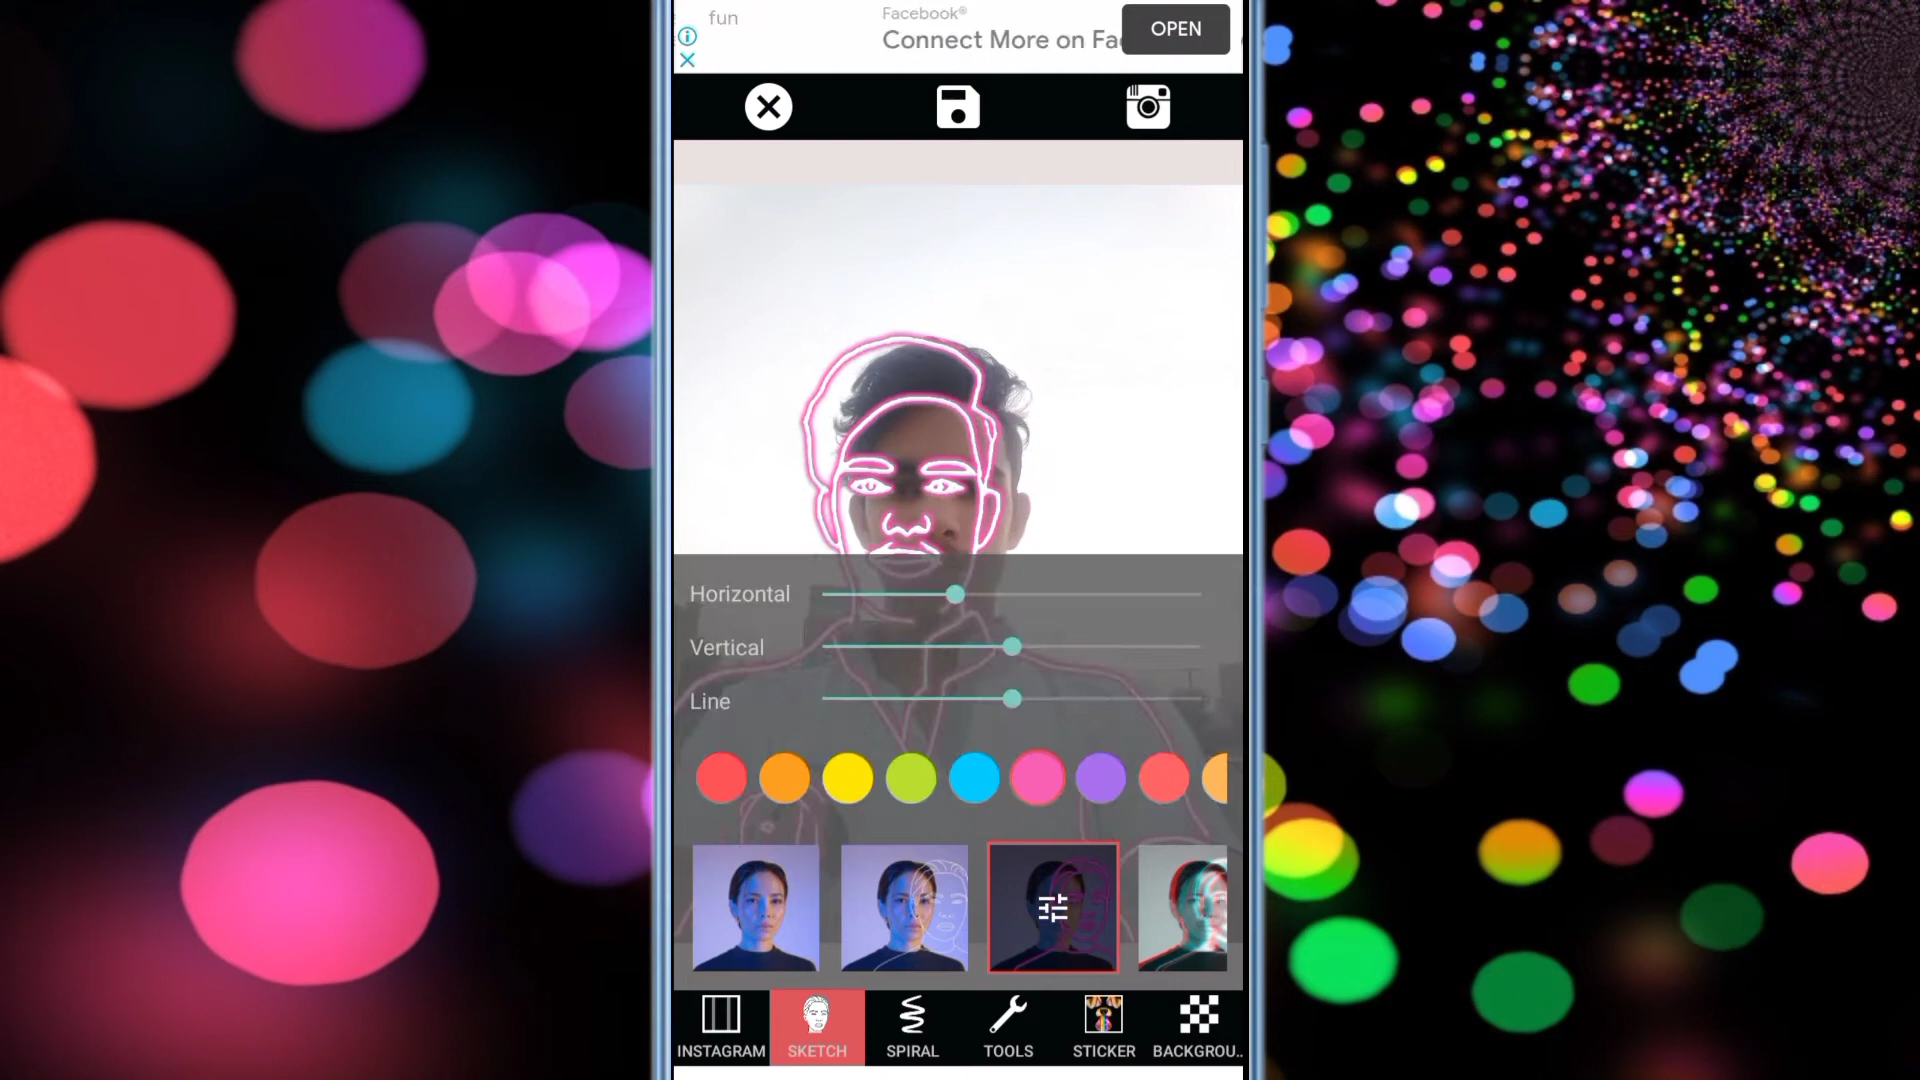 fun
Facebook®
Connect More on Fa
OPEN
Horizontal
Vertical
Line
INSTAGRAM
SKETCH
SPIRAL
TOOLS
STICKER
BACKGROU..